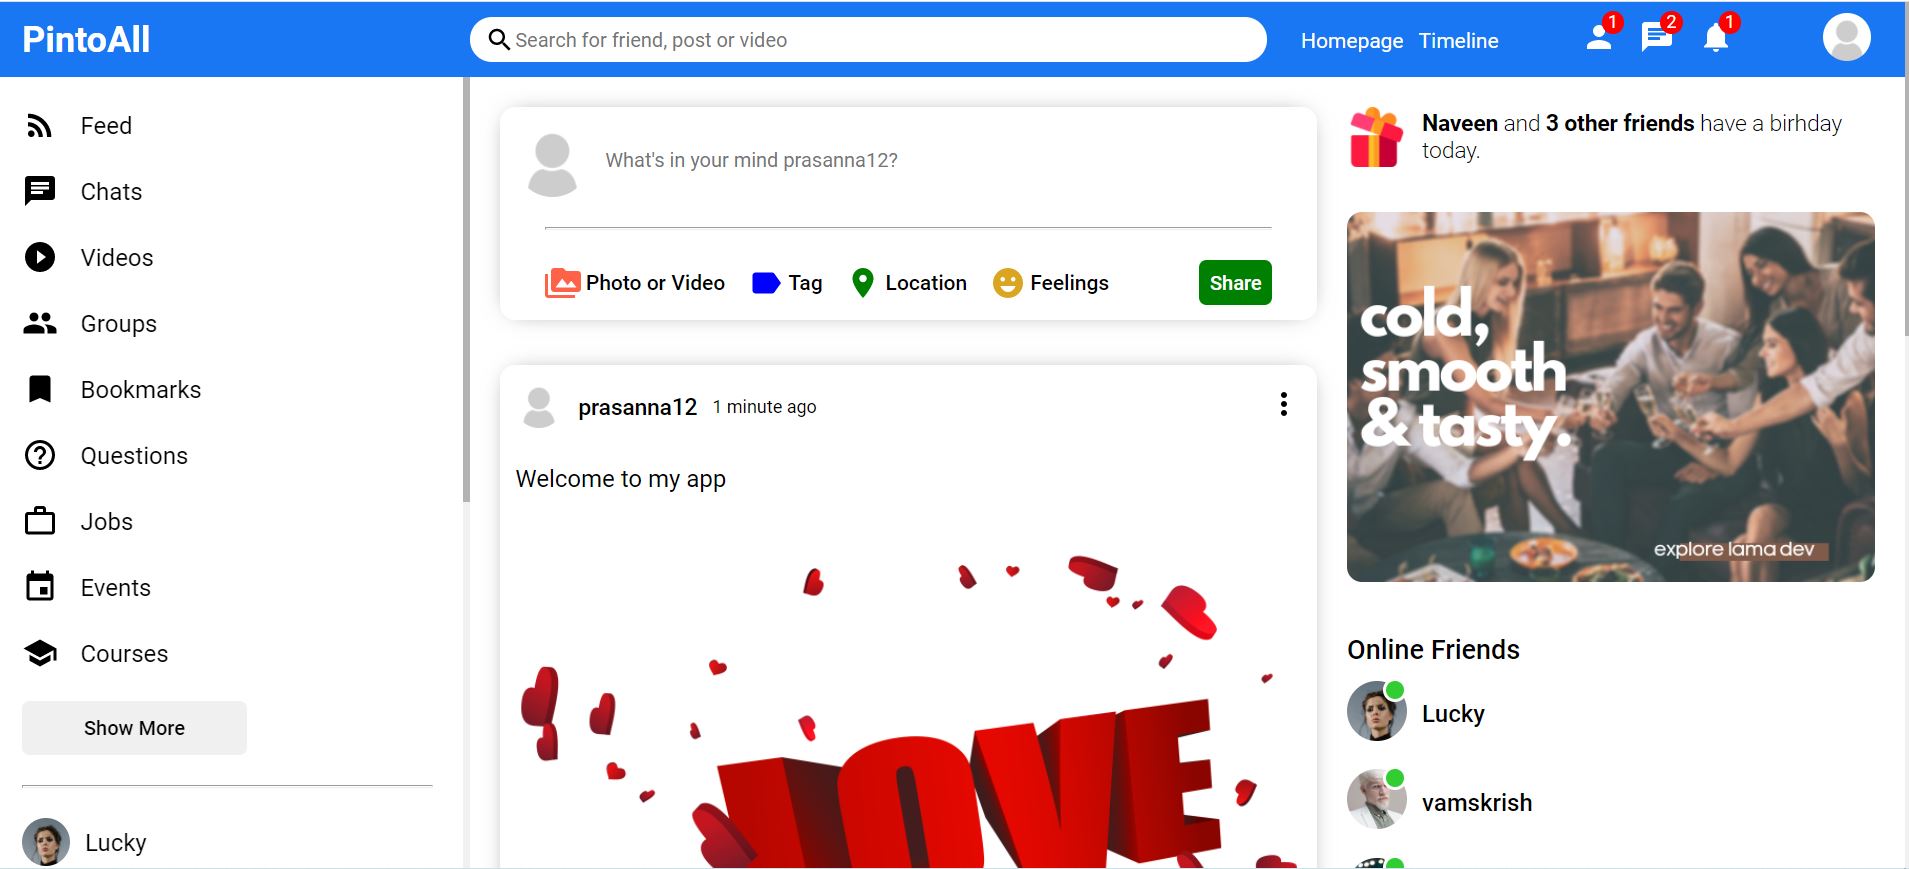 PintoAll
Search for friend, post or video
Homepage Timeline
1
2
1
Feed
Chats
Videos
Groups
Bookmarks
Questions
Jobs
Events
Courses
Show More
Lucky
What's in your mind prasanna12?
Photo or Video
Tag
Location
Feelings
Share
prasanna12 1 minute ago
Welcome to my app
LOVE
Naveen and 3 other friends have a birhday
today.
cold,
smooth
& tasty.
explore lama dev
Online Friends
Lucky
vamskrish